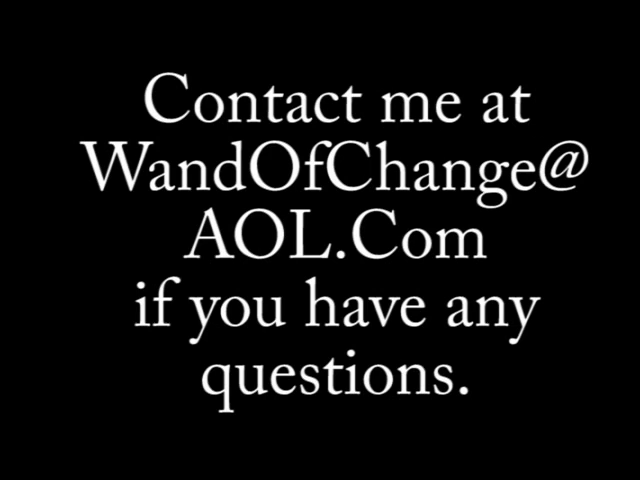 Contact me at
WandOfChange@
AOL.Com
if you have any
questions.